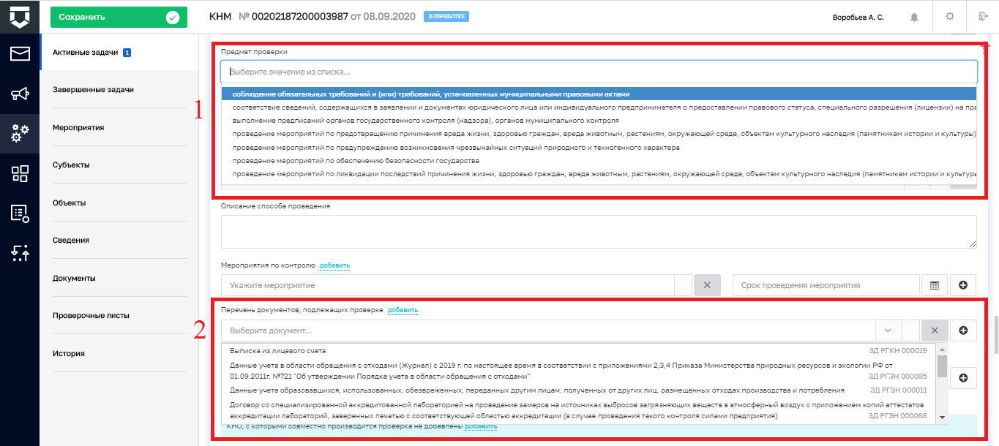 Сохранить
КНМ № 00202187200003987 от 08.09.2020 В ОБРАБОТКЕ
Воробьев А. С.
Активные задачи 1
Завершенные задачи
Мероприятия
Субъекты
Объекты
Сведения
Документы
Проверочные листы
История
1
Предмет проверки
Выберите значение из списка...
соблюдение обязательных требований и (или) требований, установленных муниципальными правовыми актами
соответствие сведений, содержащихся в заявлении и документах юридического лица или индивидуального предпринимателя о предоставлении правового статуса, специального разрешения (лицензии) на пра
выполнение предписаний органов государственного контроля (надзора), органов муниципального контроля
проведение мероприятий по предотвращению причинения вреда жизни, здоровью граждан, вреда животным, растениям, окружающей среде, объектам культурного наследия (памятникам истории и культуры)
проведение мероприятий по предупреждению возникновения чрезвычайных ситуаций природного и техногенного характера
проведение мероприятий по обеспечению безопасности государства
проведение мероприятий по ликвидации последствий причинения жизни, здоровью граждан, вреда животным, растениям, окружающей среде, объектам культурного наследия (памятникам истории и культуры
Описание способа проведения
Мероприятия по контролю добавить
Укажите мероприятие
Срок проведения мероприятия
2
Перечень документов, подлежащих проверке добавить
Выберите документ...
Выписка из лицевого счета ЗД РГКН 000019
Данные учета в области обращения с отходами (Журнал) с 2019 г. по настоящее время в соответствии с приложениями 2,3,4 Приказа Министерства природных ресурсов и экологии РФ от
01.09.2011г. №721 "Об утверждении Порядка учета в области обращения с отходами" ЗД РГЭН 000085
Данные учета образовавшихся, использованных, обезвреженных, переданных другим лицам, полученных от других лиц, размещенных отходах производства и потребления ЗД РГЭН 000011
Договор со специализированной аккредитованной лабораторией на проведение замеров на источниках выбросов загрязняющих веществ в атмосферный воздух с приложением копий аттестатов
аккредитации лабораторий, заверенных печатью с соответствующей областью аккредитации (в случае проведения такого контроля силами предприятия) ЗД РГЭН 000068
КНО, с которыми совместно производится проверка не добавлены добавить